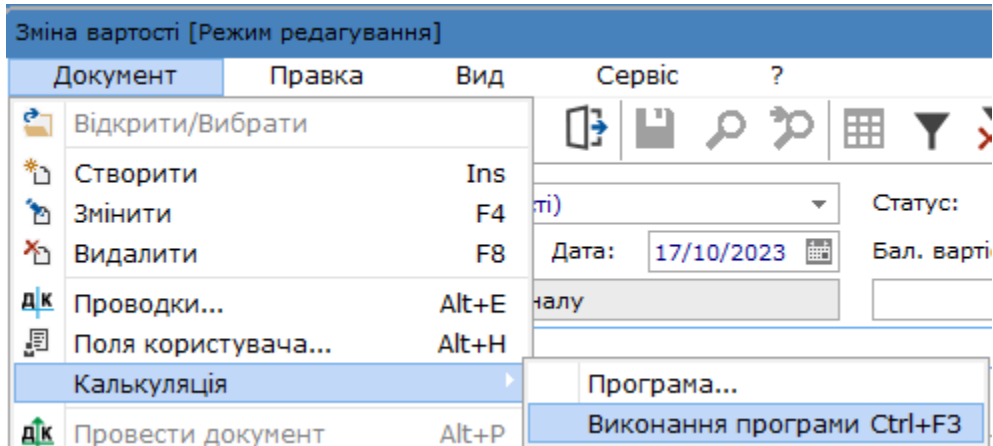 Зміна вартості [Режим редагування]
Документ Правка Вид Сервіс ?
Відкрити/Вибрати
Створити Ins
Змінити F4
ті) Статус:
Видалити F8
Дата: 17/10/2023 Бал. варті
Проводки... Alt+E
налу
Поля користувача... Alt+H
Калькуляція
Програма...
Виконання програми Ctrl+F3
Провести документ Alt+P